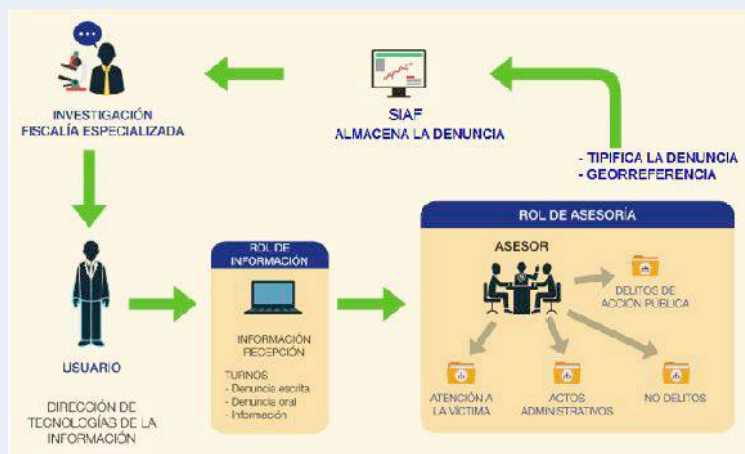 INVESTIGACIÓN
FISCALÍA ESPECIALIZADA
SIAF
ALMACENA LA DENUNCIA
- TIPIFICA LA DENUNCIA
- GEORREFERENCIA
USUARIO
DIRECCIÓN DE
TECNOLOGÍAS DE LA
INFORMACIÓN
ROL DE
INFORMACIÓN
INFORMACIÓN
RECEPCIÓN
TURNOS
- Denuncia escrita
- Denuncia oral
- Información
ROL DE ASESORÍA
ASESOR
DELITOS DE
ACCIÓN PÚBLICA
ATENCIÓN A
LA VÍCTIMA
ACTOS
ADMINISTRATIVOS
NO DELITOS